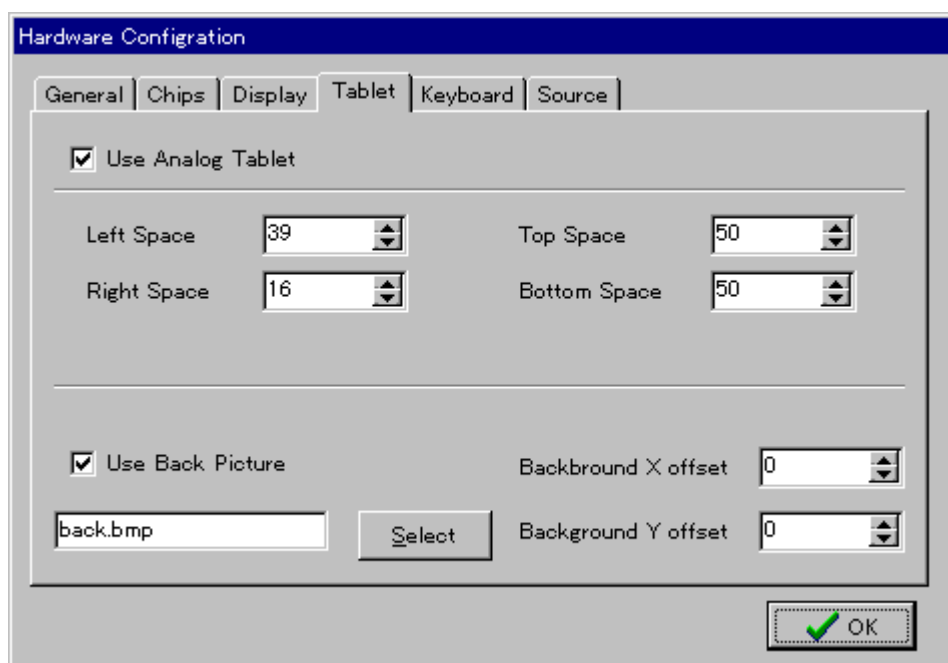 Hardware Configration
General Chips Display Tablet Keyboard Source
Use Analog Tablet
Left Space 39 Top Space 50
Right Space 16 Bottom Space 50
Use Back Picture Backbround X offset 0
back.bmp Select Background Y offset 0
OK